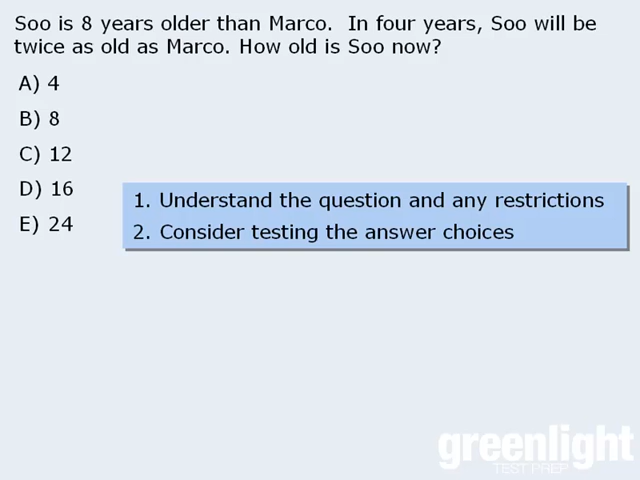 Soo is 8 years older than Marco.  In four years, Soo will be
twice as old as Marco. How old is Soo now?
A) 4
B) 8
C) 12
D) 16
E) 24
1. Understand the question and any restrictions
2. Consider testing the answer choices
greenlight
TEST PREP